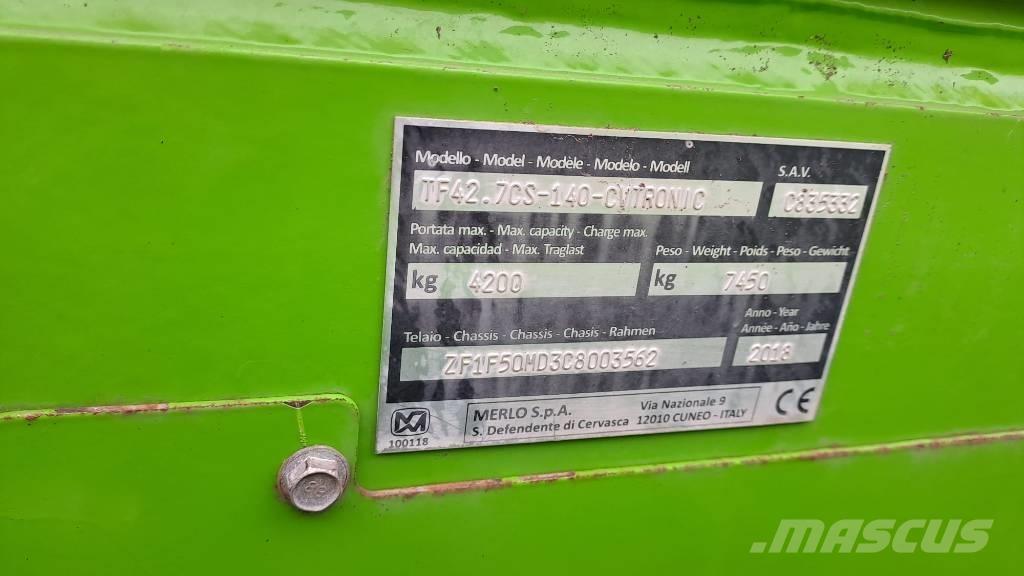 Modello - Model - Modèle - Modelo - Modell
S.A.V.
TF42.7CS-140-CVTRONIC
C835332
Portata max. - Max. capacity - Charge max.
Max. capacidad - Max. Traglast
Peso - Weight - Poids - Peso - Gewicht
kg 4200
kg 7450
Anno - Year
Année - Año - Jahre
Telaio - Chassis - Chassis - Chasis - Rahmen
ZF1F50MD3C8003562
2018
MERLO S.p.A.
S. Defendente di Cervasca
Via Nazionale 9
12010 CUNEO - ITALY
CE
100118
MASCUS